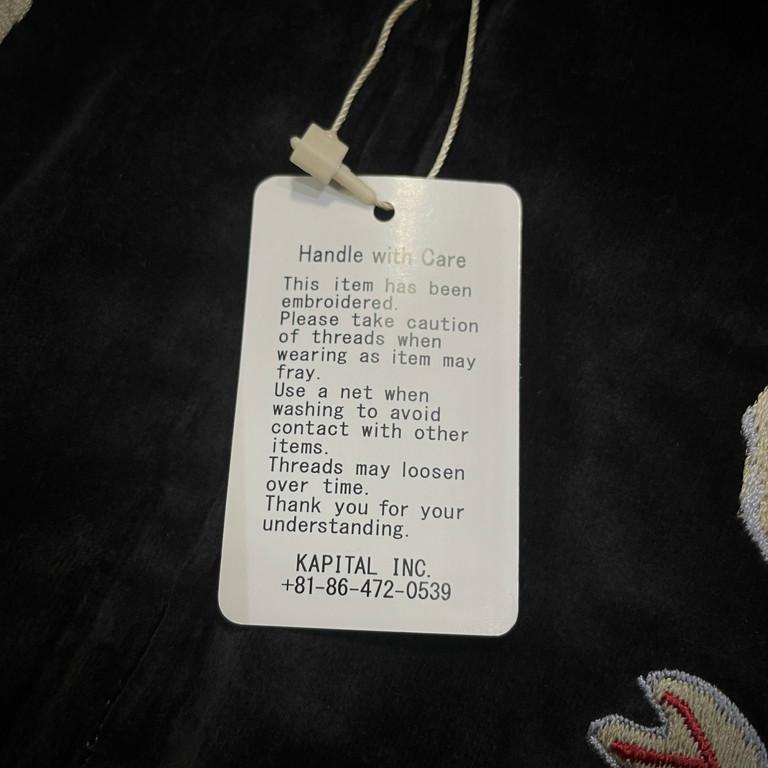 Handle with Care
This item has been
embroidered.
Please take caution
of threads when
wearing as item may
fray.
Use a net when
washing to avoid
contact with other
items.
Threads may loosen
over time.
Thank you for your
understanding.
KAPITAL INC.
+81-86-472-0539